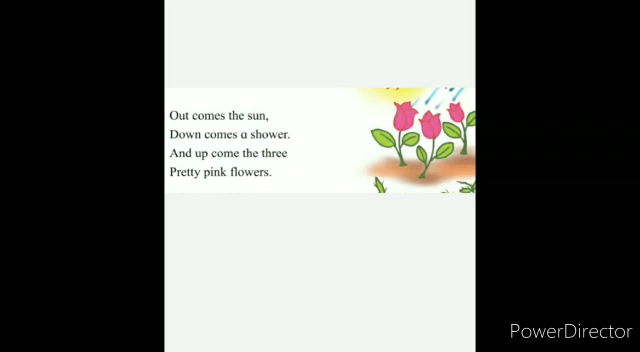 Out comes the sun,
Down comes a shower.
And up come the three
Pretty pink flowers.
PowerDirector